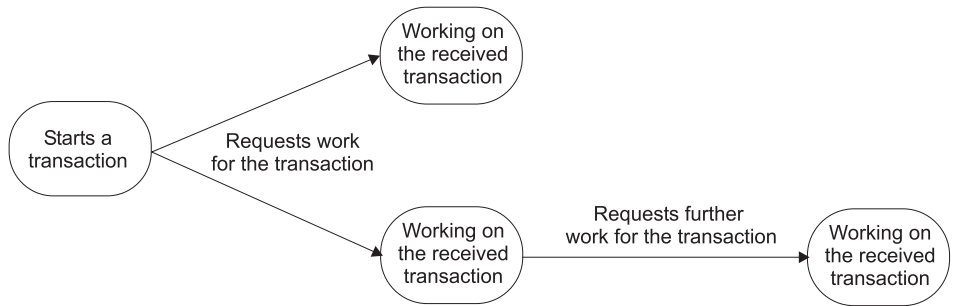 Working on
the received
transaction
Starts a
transaction
Requests work
for the transaction
Working on
the received
transaction
Requests further
work for the transaction
Working on
the received
transaction